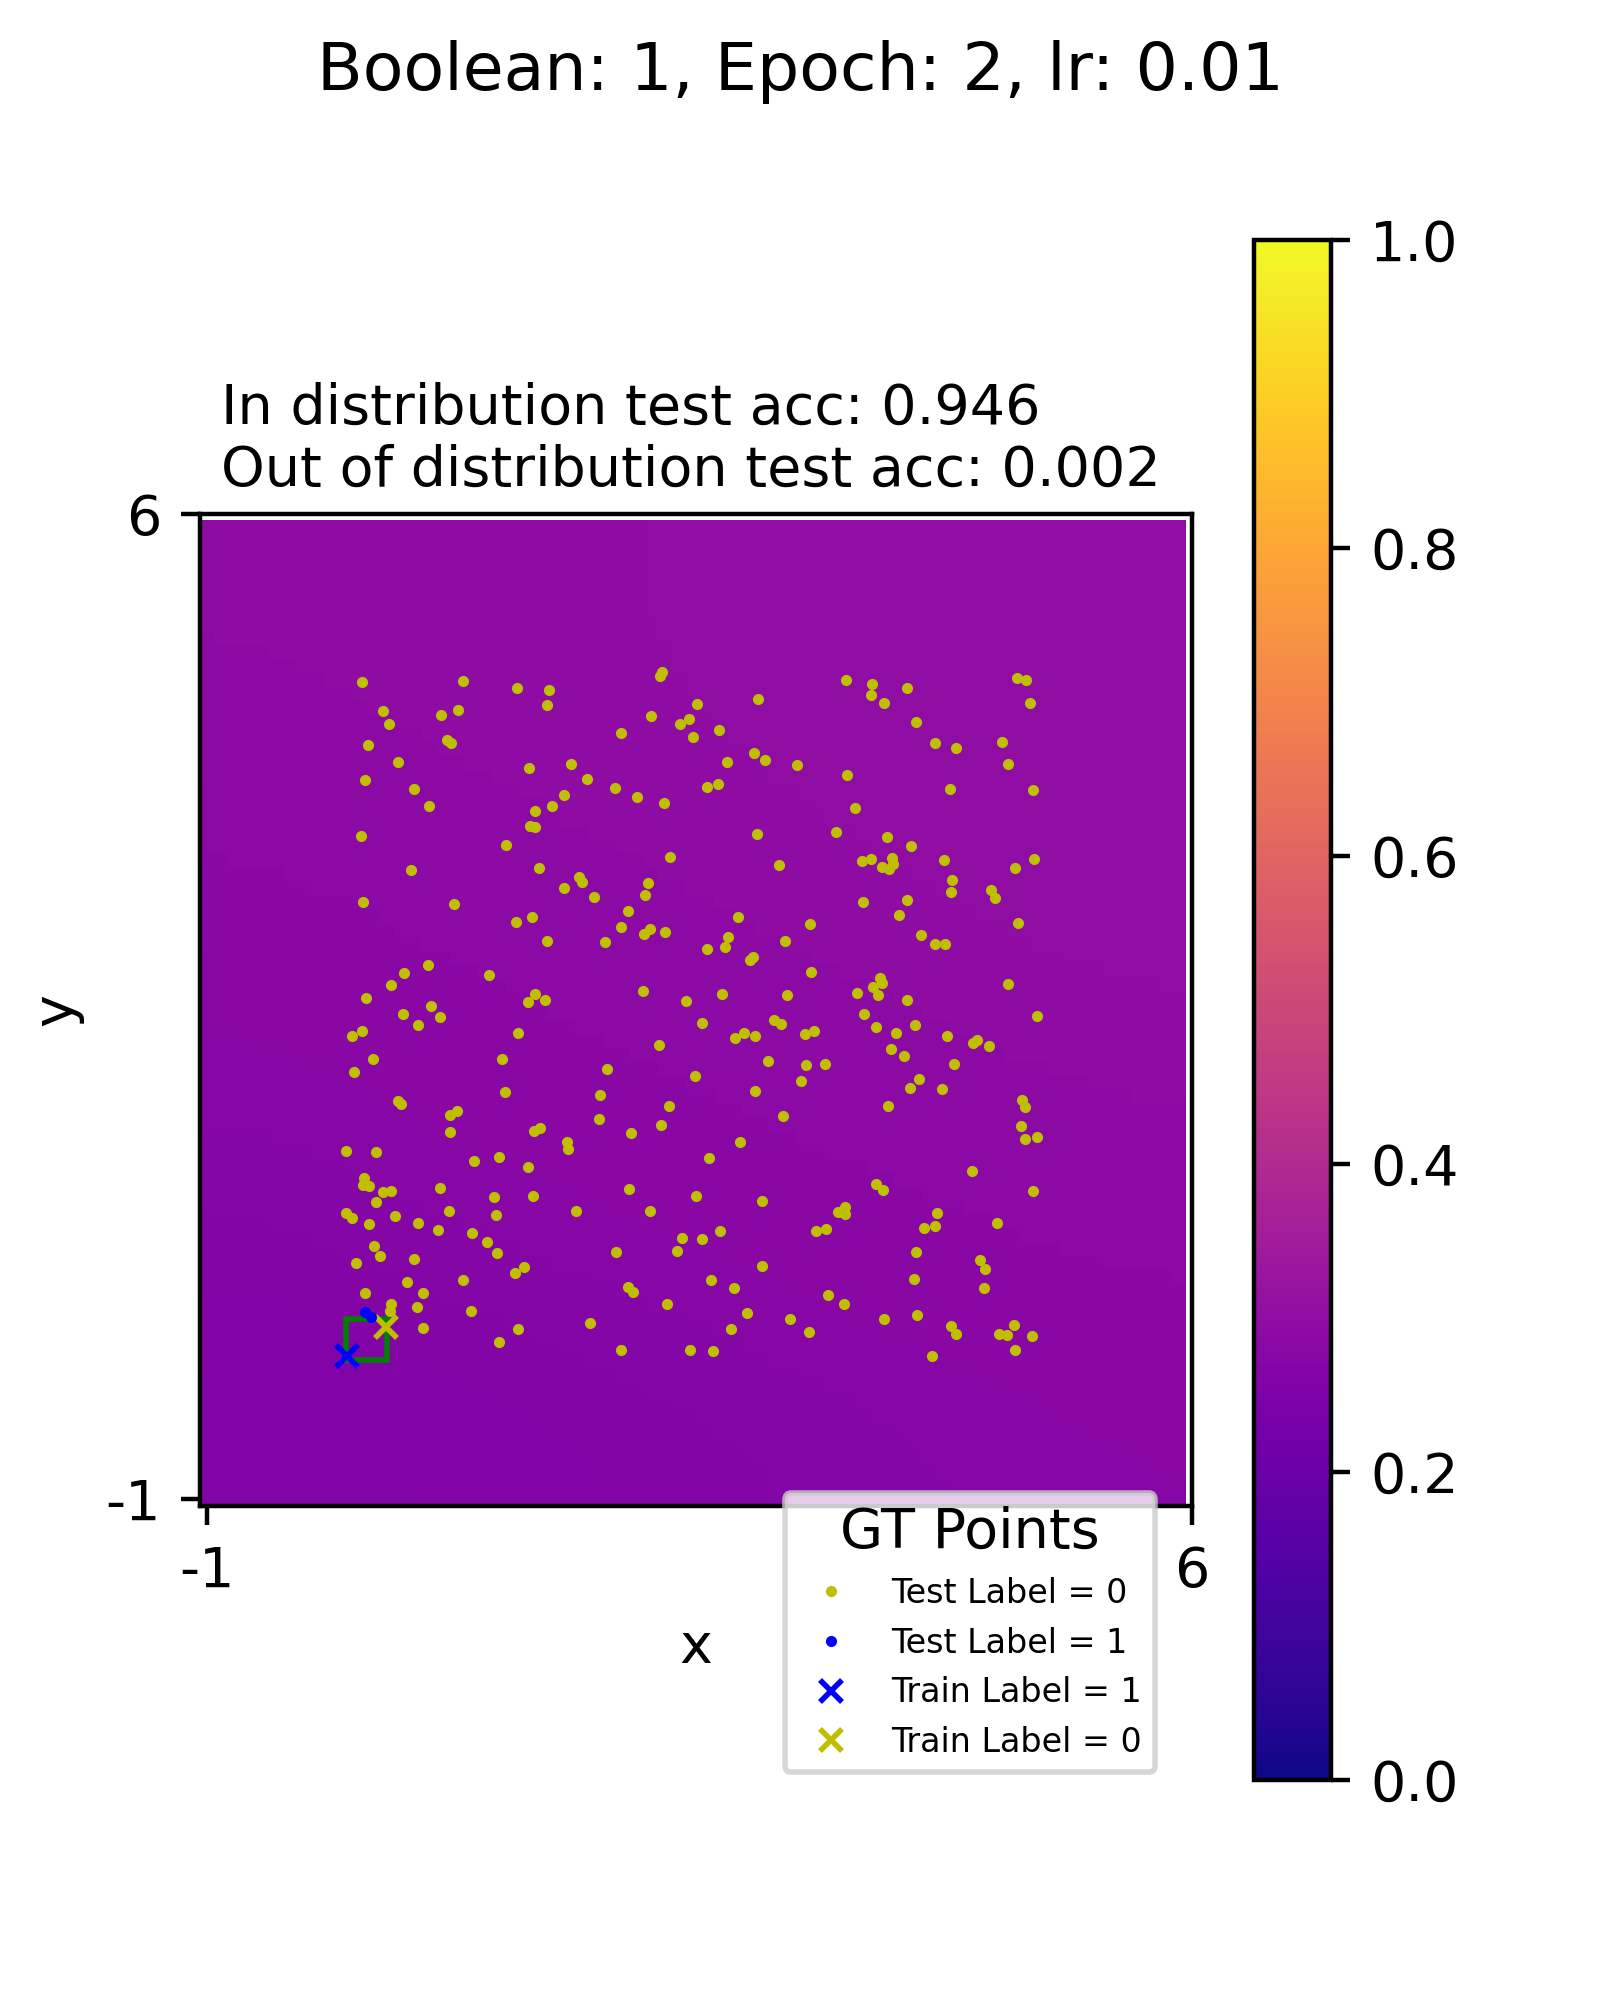 Boolean: 1, Epoch: 2, lr: 0.01
In distribution test acc: 0.946
Out of distribution test acc: 0.002
6
-1
y
-1
6
x
GT Points
Test Label = 0
Test Label = 1
Train Label = 1
Train Label = 0
1.0
0.8
0.6
0.4
0.2
0.0